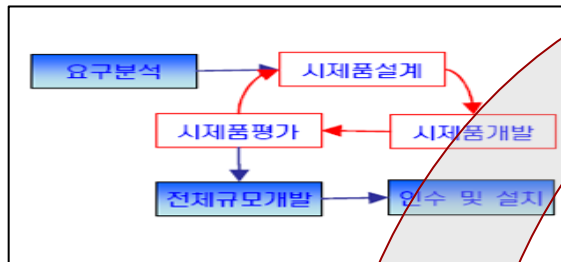 요구분석
시제품설계
시제품평가
시제품개발
전체규모개발
인수 및 설치